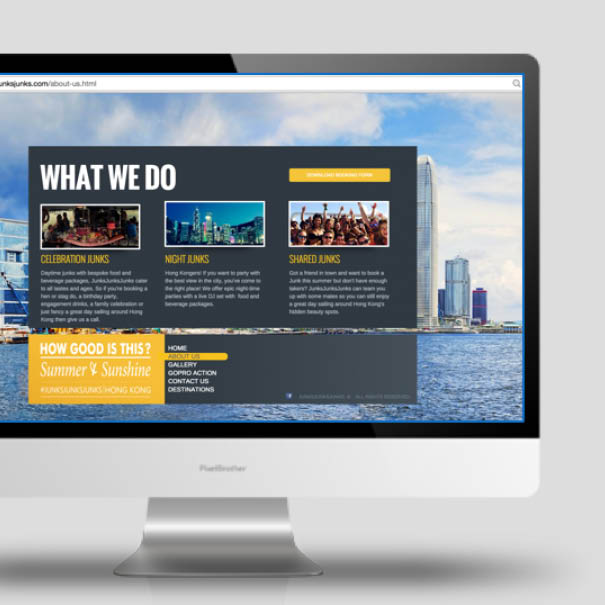 unksjunks.com/about-us.html
WHAT WE DO
DOWNLOAD BOOKING FORM
CELEBRATION JUNKS
Daytime junks with bespoke food and
beverage packages, JunksJunksJunks cater
to all tastes and ages. So if you're booking a
hen or stag do, a birthday party,
engagement drinks, a family celebration or
just fancy a great day sailing around Hong
Kong then give us a call.
NIGHT JUNKS
Hong Kongers! If you want to party with
the best view in the city, you've come to
the right place! We offer epic night-time
parties with a live DJ set with food and
beverage packages.
SHARED JUNKS
Got a friend in town and want to book a
Junk this summer but don't have enough
takers? JunksJunksJunks can team you
up with some mates so you can still enjoy
a great day sailing around Hong Kong's
hidden beauty spots.
HOW GOOD IS THIS?
Summer & Sunshine
#JUNKSJUNKSJUNKS/HONG KONG
HOME
ABOUT US
GALLERY
GOPRO ACTION
CONTACT US
DESTINATIONS
JUNKSJUNKSJUNKS © ALL RIGHTS RESERVED
PixelBrother